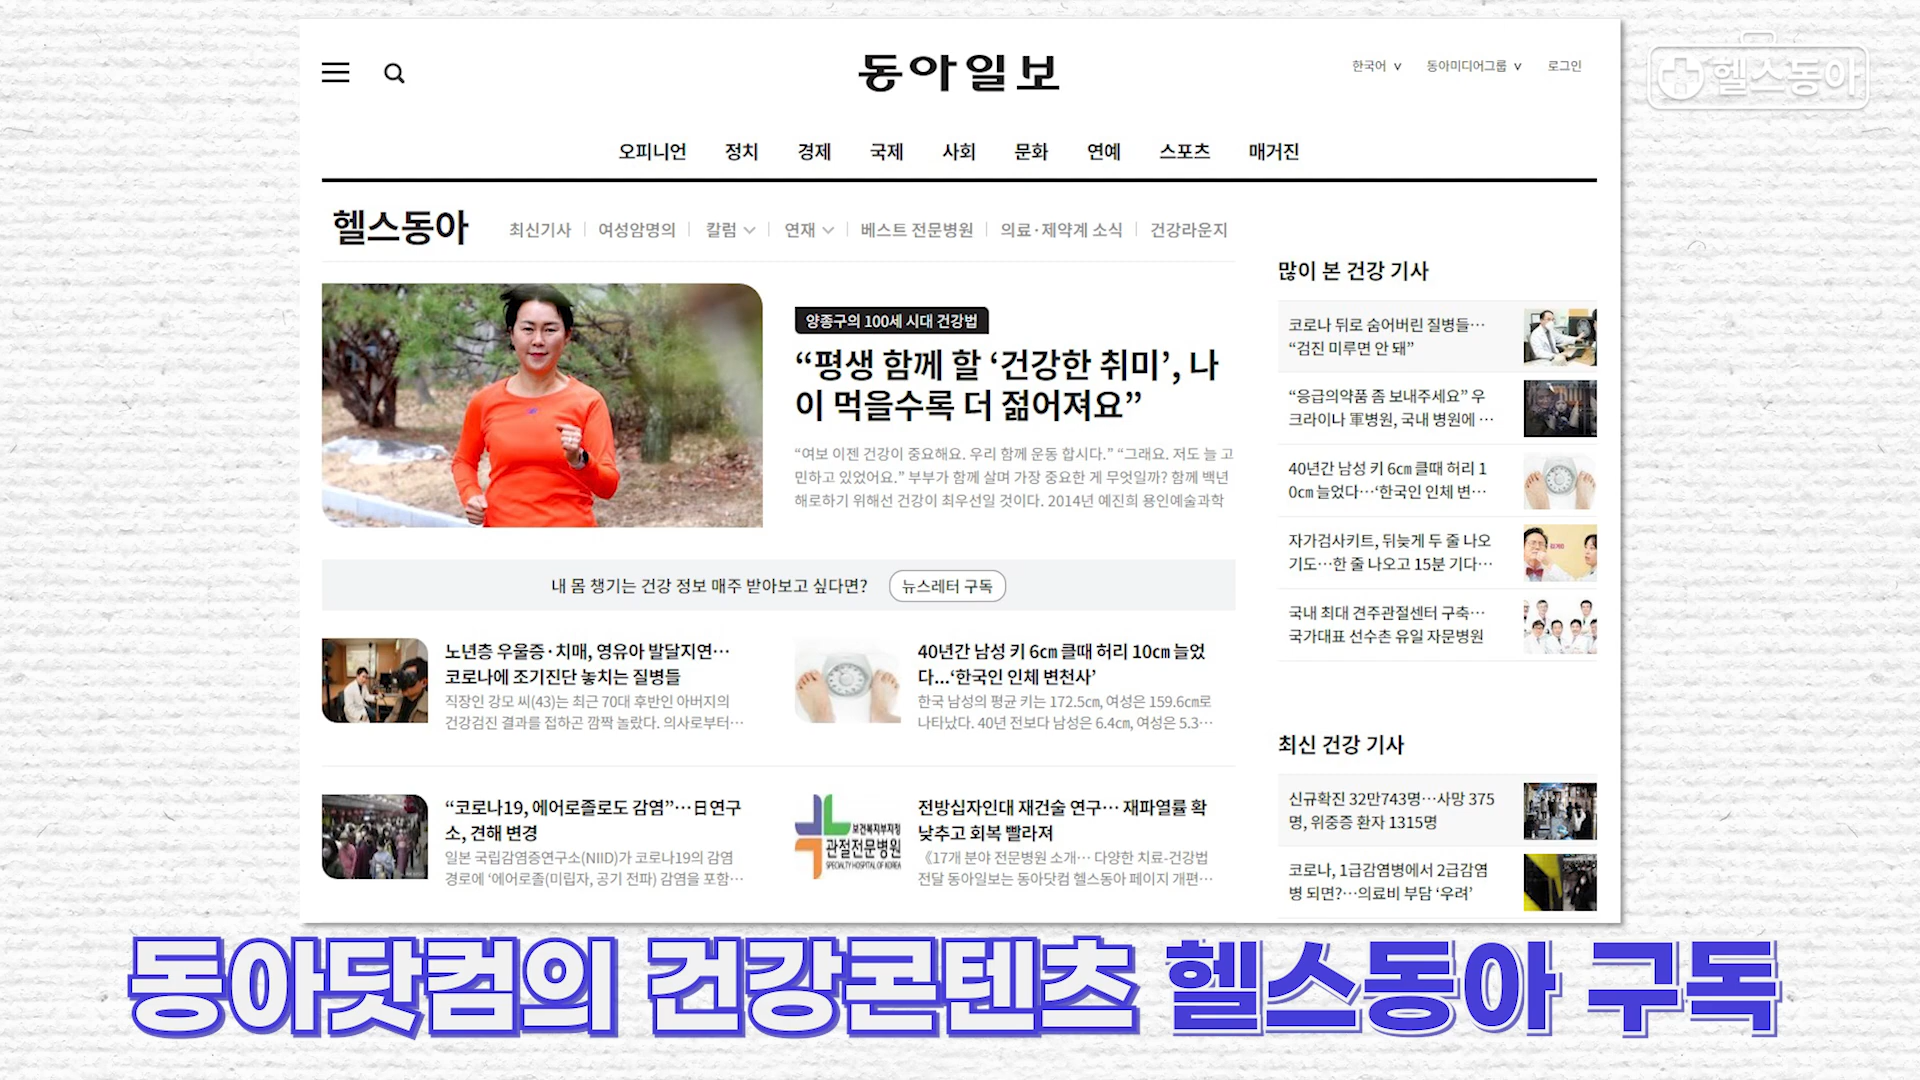 동아일보
한국어
동아미디어그룹
로그인
헬스동아
오피니언 정치 경제 국제 사회 문화 연예 스포츠 매거진
헬스동아
최신기사 여성암명의 칼럼 연재 베스트 전문병원 의료·제약계 소식 건강라운지
양종구의 100세 시대 건강법
“평생 함께 할 ‘건강한 취미’, 나
이 먹을수록 더 젊어져요”
“여보 이젠 건강이 중요해요. 우리 함께 운동 합시다.” “그래요. 저도 늘 고
민하고 있었어요.” 부부가 함께 살며 가장 중요한 게 무엇일까? 함께 백년
해로하기 위해선 건강이 최우선일 것이다. 2014년 예진희 용인예술과학
내 몸 챙기는 건강 정보 매주 받아보고 싶다면?
뉴스레터 구독
노년층 우울증·치매, 영유아 발달지연…
코로나에 조기진단 놓치는 질병들
직장인 강모 씨(43)는 최근 70대 후반인 아버지의
건강검진 결과를 접하곤 깜짝 놀랐다. 의사로부터…
40년간 남성 키 6㎝ 클때 허리 10㎝ 늘었
다...‘한국인 인체 변천사’
한국 남성의 평균 키는 172.5㎝, 여성은 159.6㎝로
나타났다. 40년 전보다 남성은 6.4㎝, 여성은 5.3…
“코로나19, 에어로졸로도 감염”…日연구
소, 견해 변경
일본 국립감염증연구소(NIID)가 코로나19의 감염
경로에 ‘에어로졸(미립자, 공기 전파) 감염을 포함…
보건복지부지정
관절전문병원
SPECIALTY HOSPITAL OF KOREA
전방십자인대 재건술 연구… 재파열률 확
낮추고 회복 빨라져
《17개 분야 전문병원 소개… 다양한 치료-건강법
전달 동아일보는 동아닷컴 헬스동아 페이지 개편…
많이 본 건강 기사
코로나 뒤로 숨어버린 질병들…
“검진 미루면 안 돼”
“응급의약품 좀 보내주세요” 우
크라이나 軍병원, 국내 병원에 …
40년간 남성 키 6㎝ 클때 허리 1
0㎝ 늘었다…‘한국인 인체 변…
자가검사키트, 뒤늦게 두 줄 나오
기도…한 줄 나오고 15분 기다…
국내 최대 견주관절센터 구축…
국가대표 선수촌 유일 자문병원
최신 건강 기사
신규확진 32만743명…사망 375
명, 위중증 환자 1315명
코로나, 1급감염병에서 2급감염
병 되면?…의료비 부담 ‘우려’
동아닷컴의 건강콘텐츠 헬스동아 구독